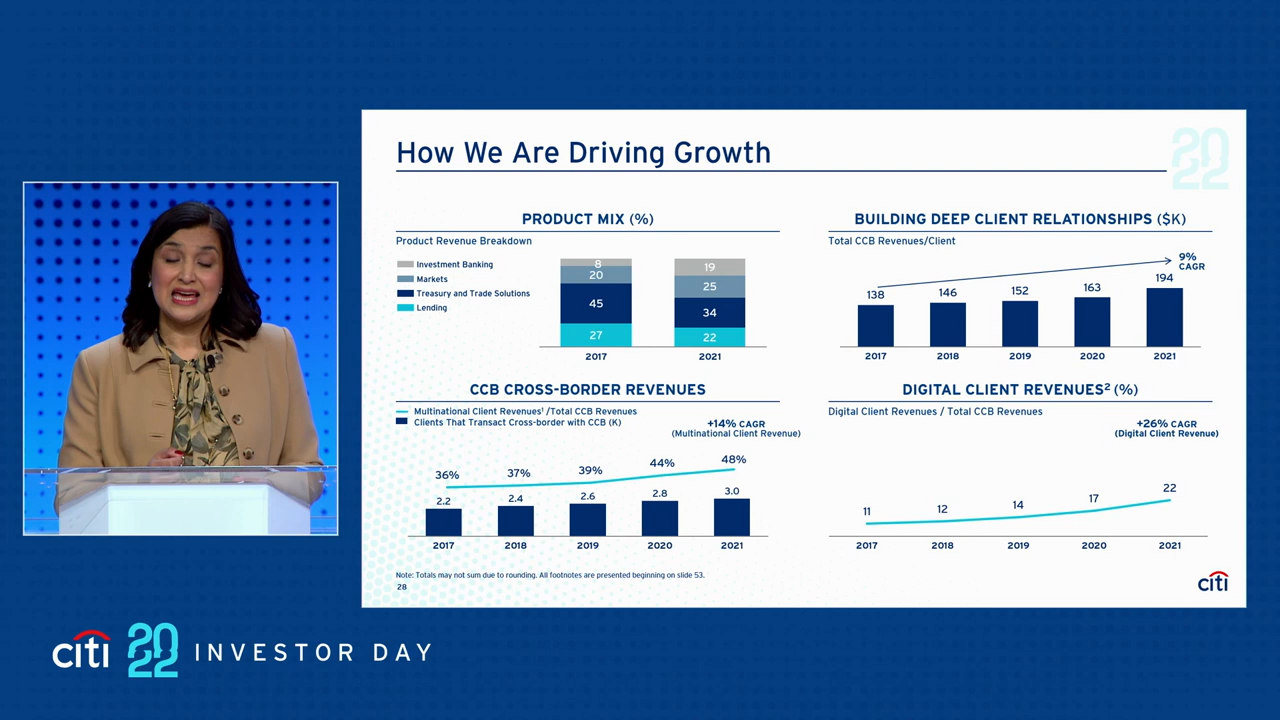 How We Are Driving Growth
2022
PRODUCT MIX (%)
Product Revenue Breakdown
Investment Banking
Markets
Treasury and Trade Solutions
Lending
8
20
45
27
19
25
34
22
2017
2021
BUILDING DEEP CLIENT RELATIONSHIPS ($K)
Total CCB Revenues/Client
9%
CAGR
138
146
152
163
194
2017
2018
2019
2020
2021
CCB CROSS-BORDER REVENUES
Multinational Client Revenues¹ /Total CCB Revenues
Clients That Transact Cross-border with CCB (K)
+14% CAGR
(Multinational Client Revenue)
36%
37%
39%
44%
48%
2.2
2.4
2.6
2.8
3.0
2017
2018
2019
2020
2021
DIGITAL CLIENT REVENUES² (%)
Digital Client Revenues / Total CCB Revenues
+26% CAGR
(Digital Client Revenue)
11
12
14
17
22
2017
2018
2019
2020
2021
Note: Totals may not sum due to rounding. All footnotes are presented beginning on slide 53.
28
citi
citi 2022 INVESTOR DAY